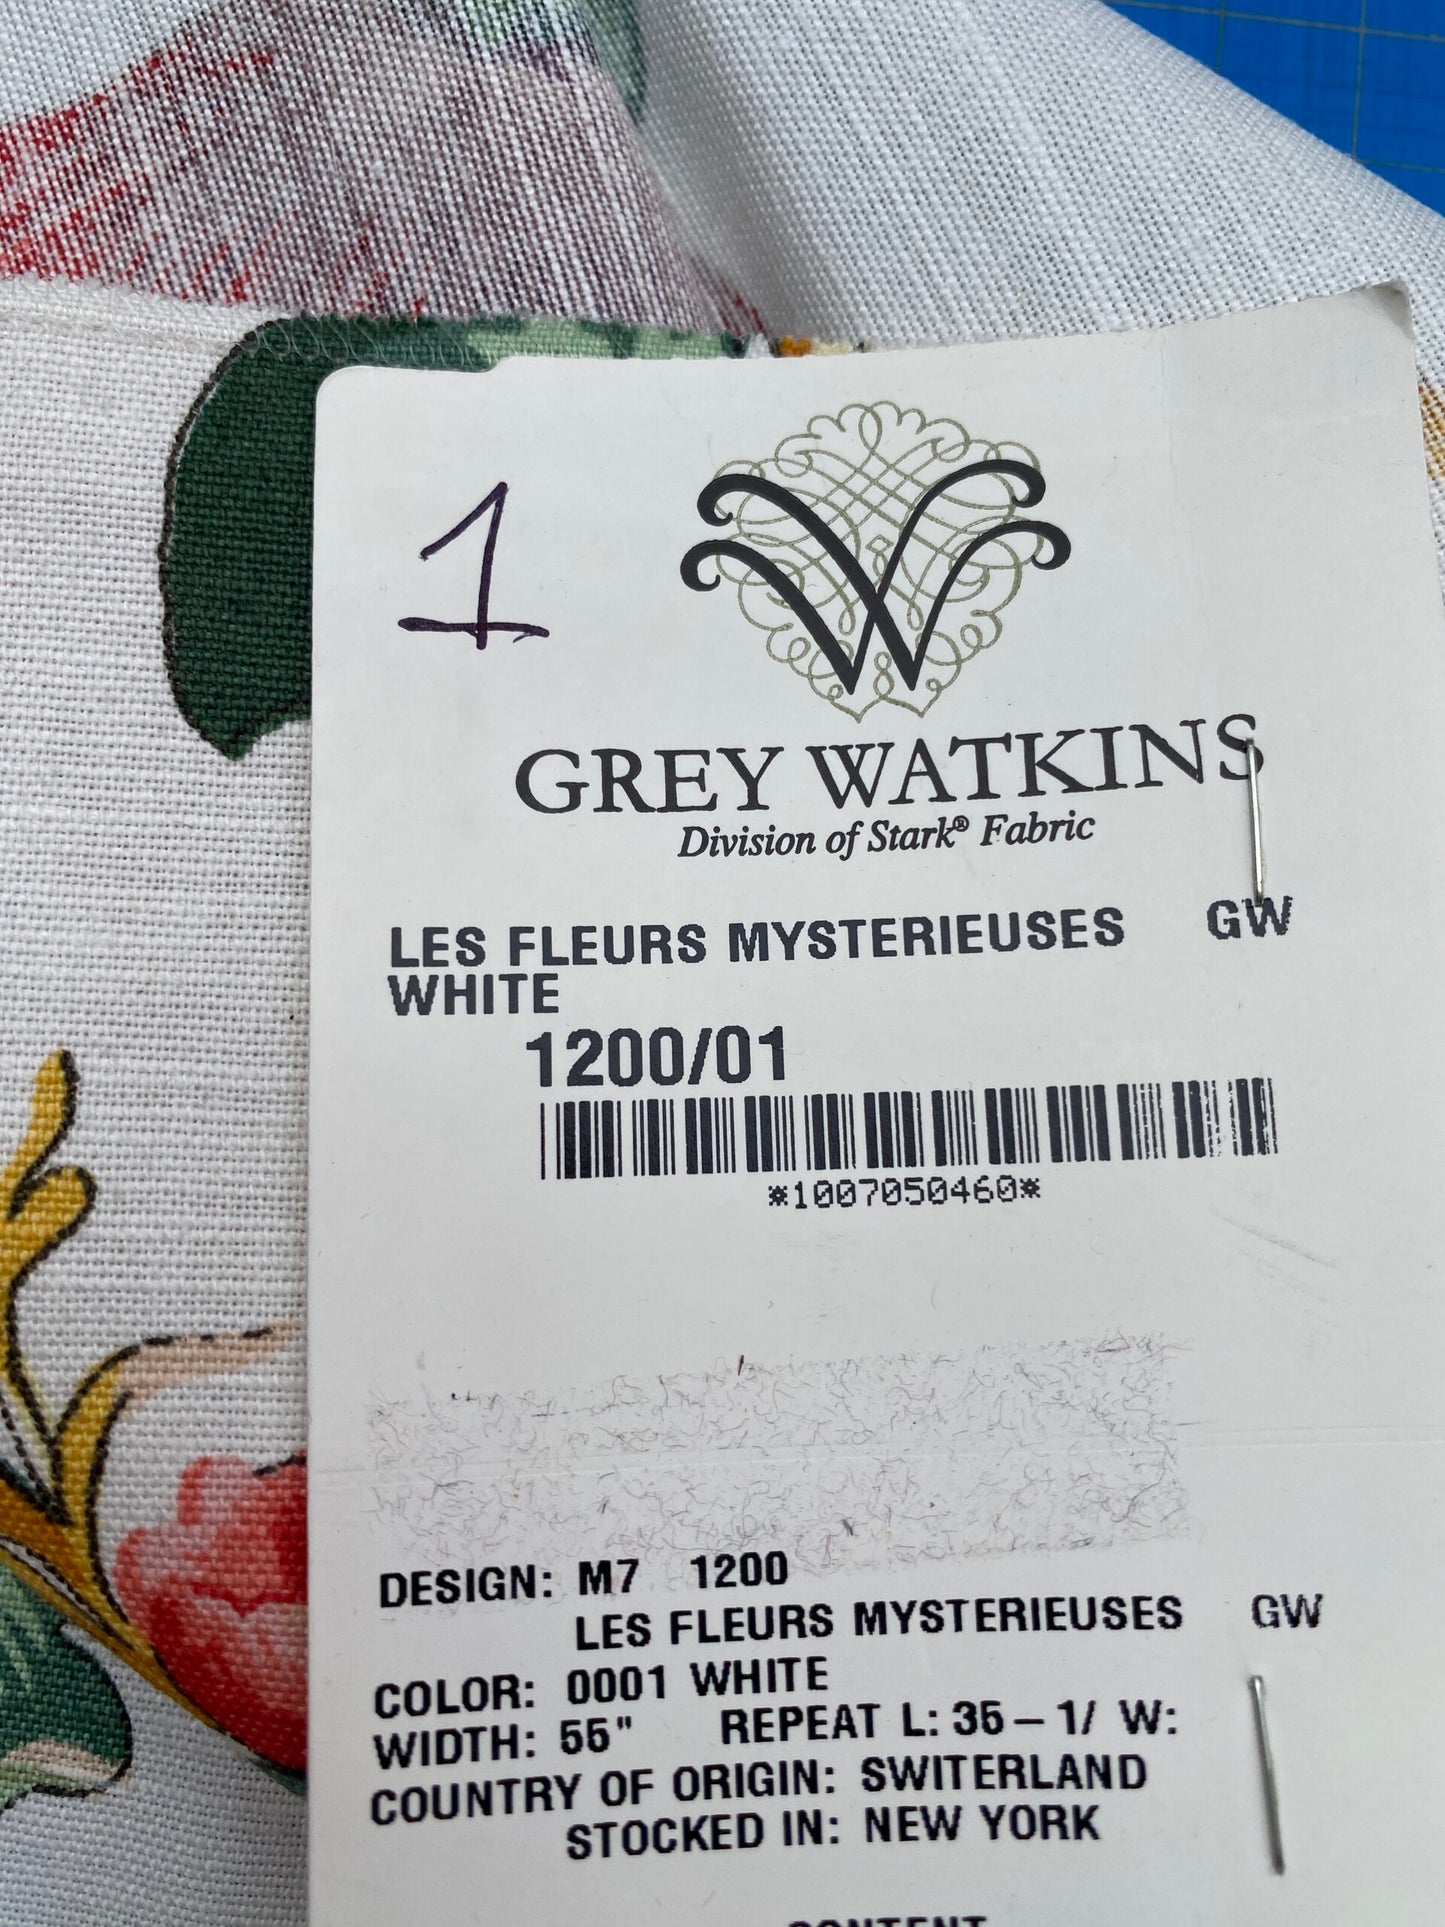 1
W
GREY WATKINS
Division of Stark® Fabric
LES FLEURS MYSTERIEUSES GW
WHITE
1200/01
*1007050460*
DESIGN: M7 1200
LES FLEURS MYSTERIEUSES GW
COLOR: 0001 WHITE
WIDTH: 55" REPEAT L: 35-1/ W:
COUNTRY OF ORIGIN: SWITERLAND
STOCKED IN: NEW YORK
CONTENT